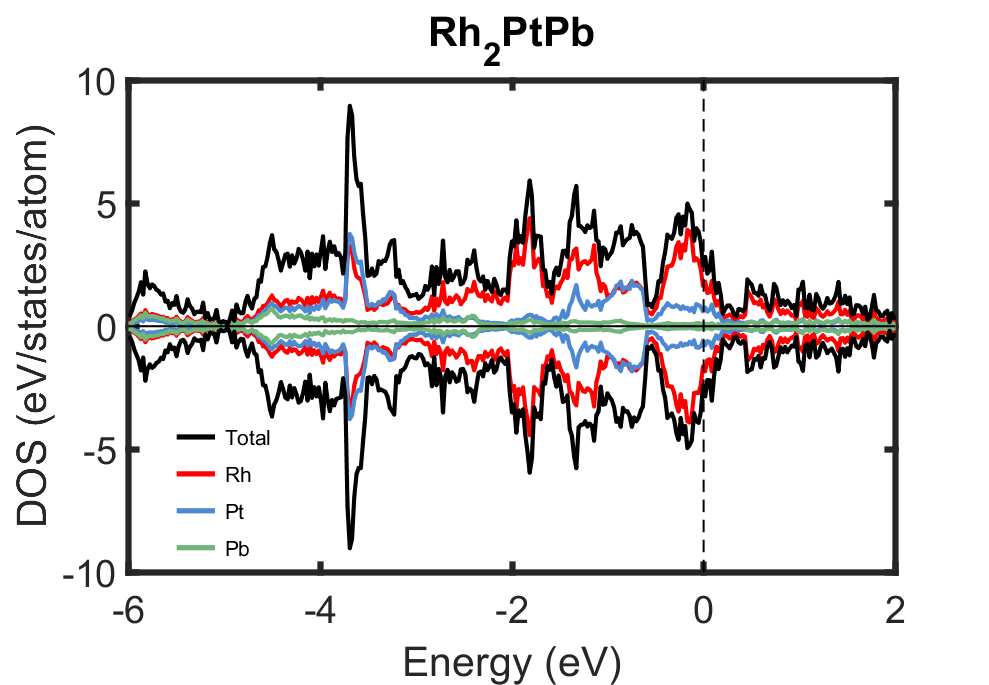 Rh₂PtPb
10
5
0
-5
-10
DOS (eV/states/atom)
Total
Rh
Pt
Pb
-6 -4 -2 0 2
Energy (eV)